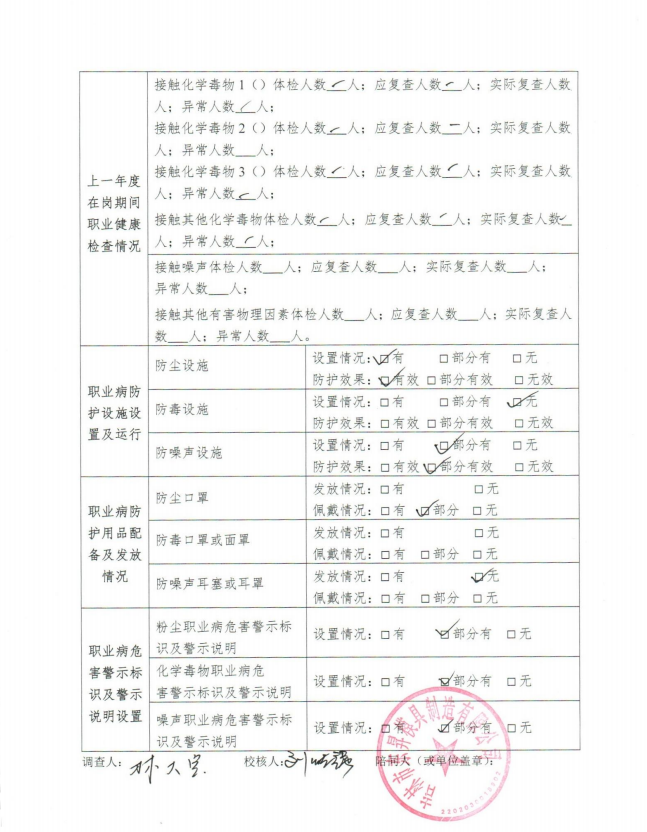 接触化学毒物1（）体检人数 人；应复查人数 人；实际复查人数
人；异常人数 人；
接触化学毒物2（）体检人数 人；应复查人数 人；实际复查人数
人；异常人数___人；
接触化学毒物3（）体检人数 人；应复查人数 人；实际复查人数
人；异常人数 人；
接触其他化学毒物体检人数 人；应复查人数 人；实际复查人数
人；异常人数 人；
上一年度
在岗期间
职业健康
检查情况
接触噪声体检人数___人；应复查人数___人；实际复查人数___人；
异常人数___人；
接触其他有害物理因素体检人数___人；应复查人数___人；实际复查人
数___人；异常人数___人。
职业病防
护设施设
置及运行
防尘设施
设置情况：☑有 □部分有 □无
防护效果：☑有效 □部分有效 □无效
防毒设施
设置情况：□有 □部分有 ☑无
防护效果：□有效 □部分有效 □无效
防噪声设施
设置情况：□有 ☑部分有 □无
防护效果：□有效 ☑部分有效 □无效
职业病防
护用品配
备及发放
情况
防尘口罩
发放情况：□有 □无
佩戴情况：□有 ☑部分 □无
防毒口罩或面罩
发放情况：□有 □无
佩戴情况：□有 □部分 □无
防噪声耳塞或耳罩
发放情况：□有 ☑无
佩戴情况：□有 □部分 □无
职业病危
害警示标
识及警示
说明设置
粉尘职业病危害警示标
识及警示说明
设置情况：□有 ☑部分有 □无
化学毒物职业病危
害警示标识及警示说明
设置情况：□有 ☑部分有 □无
噪声职业病危害警示标
识及警示说明
设置情况：□有 ☑部分有 □无
调查人： 校核人： 陪同人（或单位盖章）：
模具制造有限公司